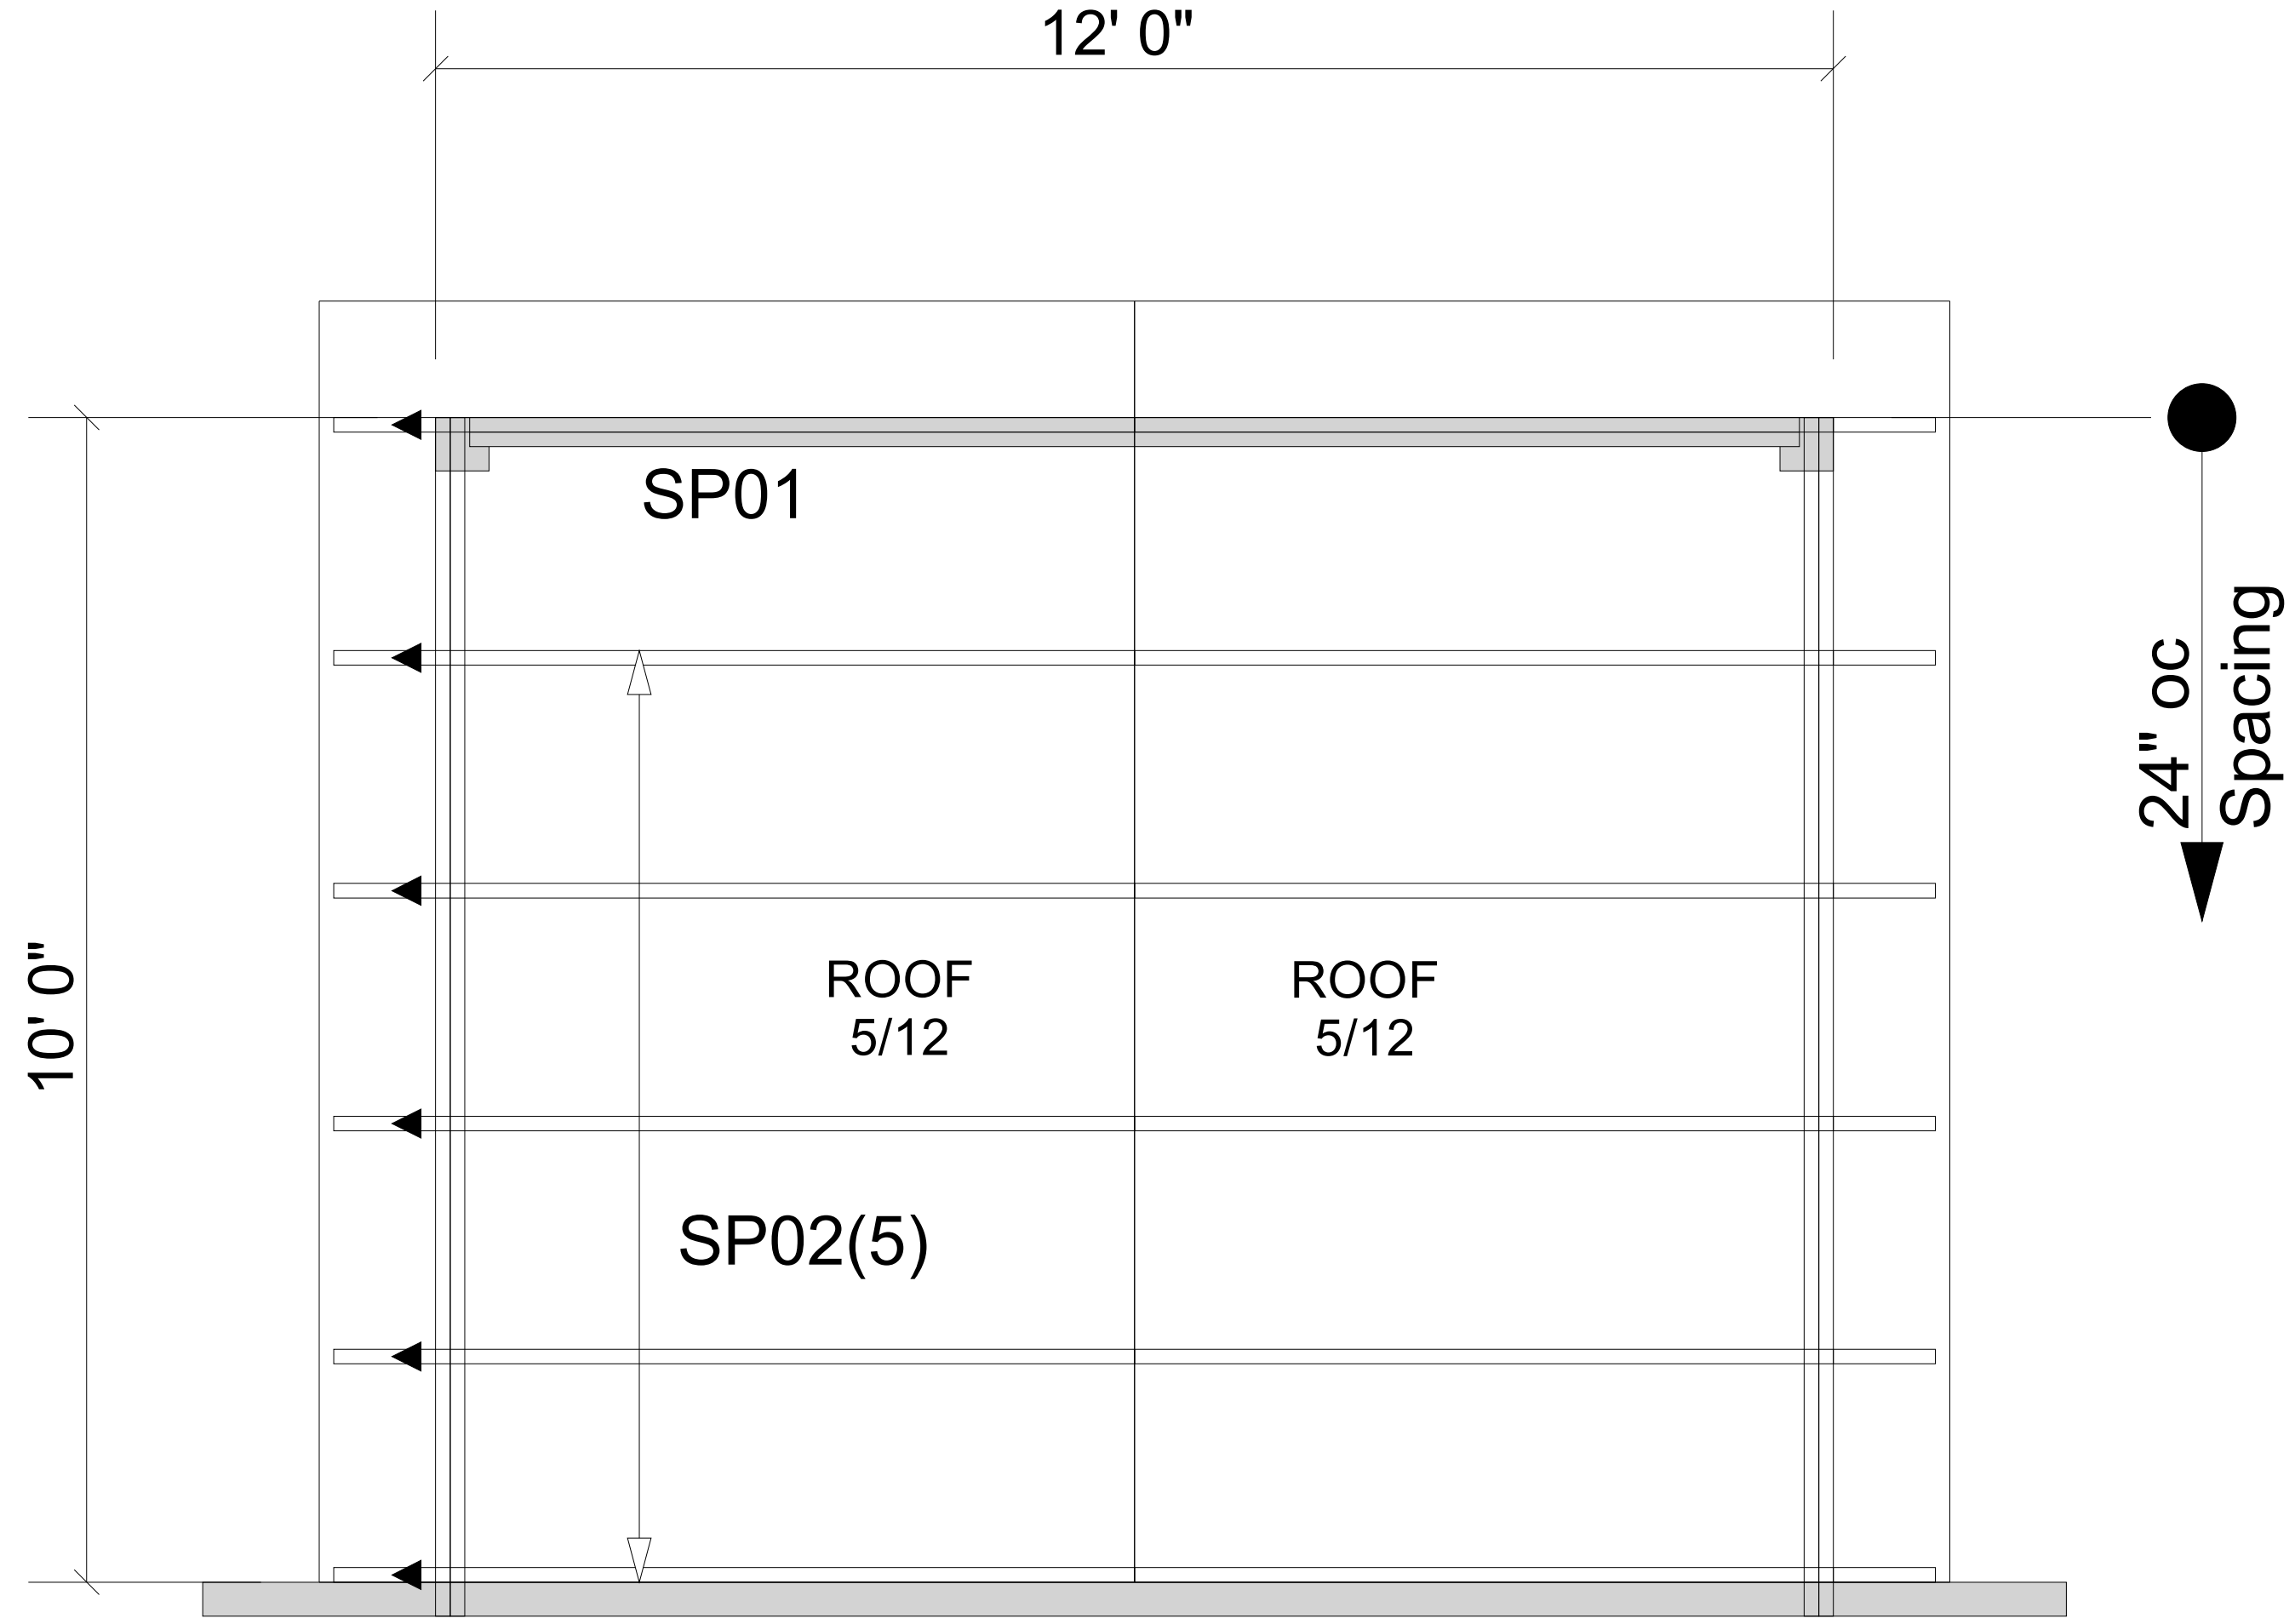 12' 0"
SP01
24" oc
Spacing
10' 0"
ROOF
5/12
ROOF
5/12
SP02(5)